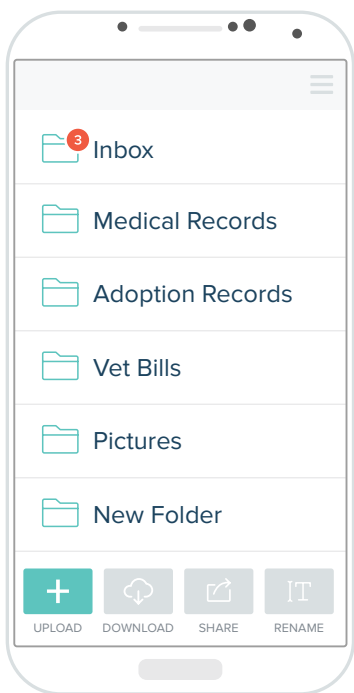 3
Inbox
Medical Records
Adoption Records
Vet Bills
Pictures
New Folder
UPLOAD DOWNLOAD SHARE RENAME